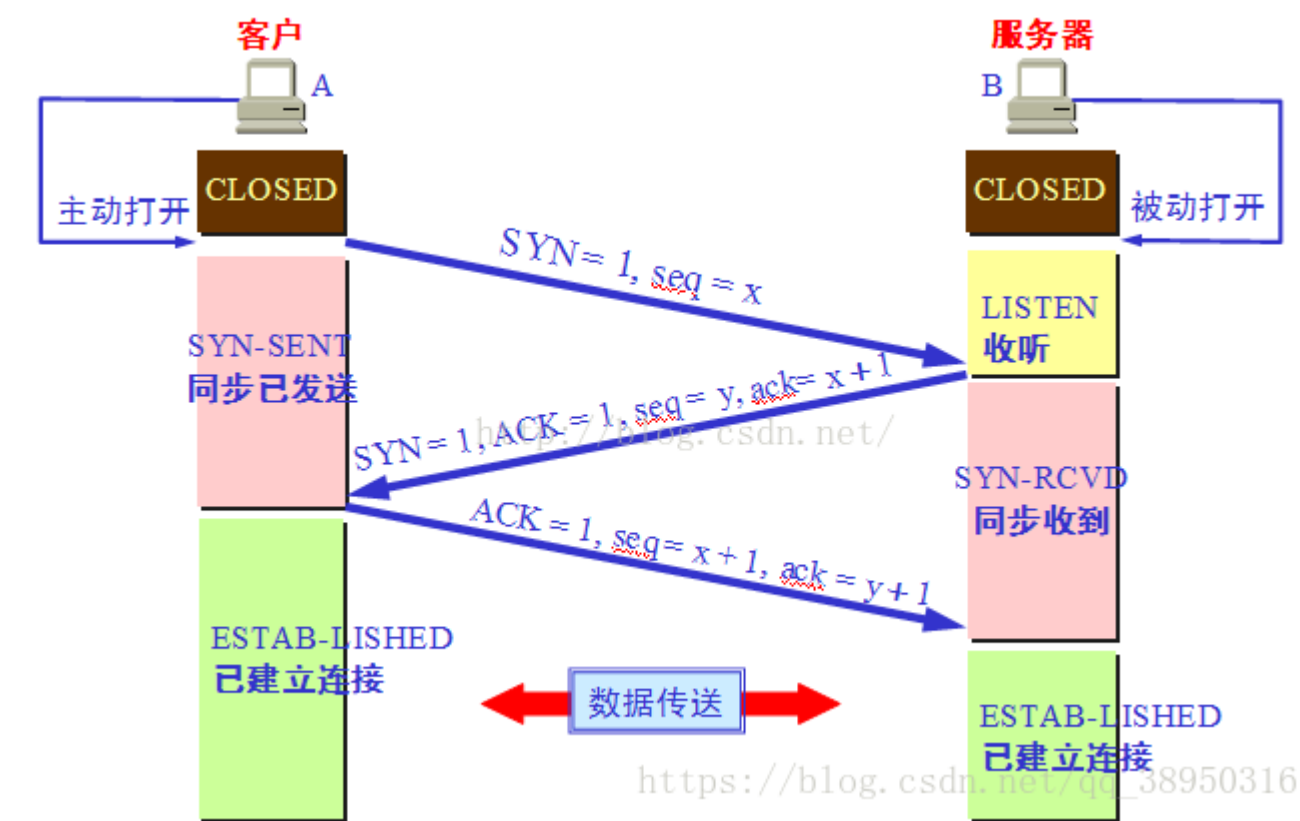 客户
服务器
A
B
CLOSED
CLOSED
主动打开
被动打开
SYN = 1, seq = x
LISTEN
收听
SYN-SENT
同步已发送
SYN = 1, ACK = 1, seq = y, ack= x + 1
http://blog.csdn.net/
SYN-RCVD
同步收到
ACK = 1, seq = x + 1, ack = y + 1
ESTAB-LISHED
已建立连接
数据传送
ESTAB-LISHED
已建立连接
https://blog.csdn.net/qq_38950316